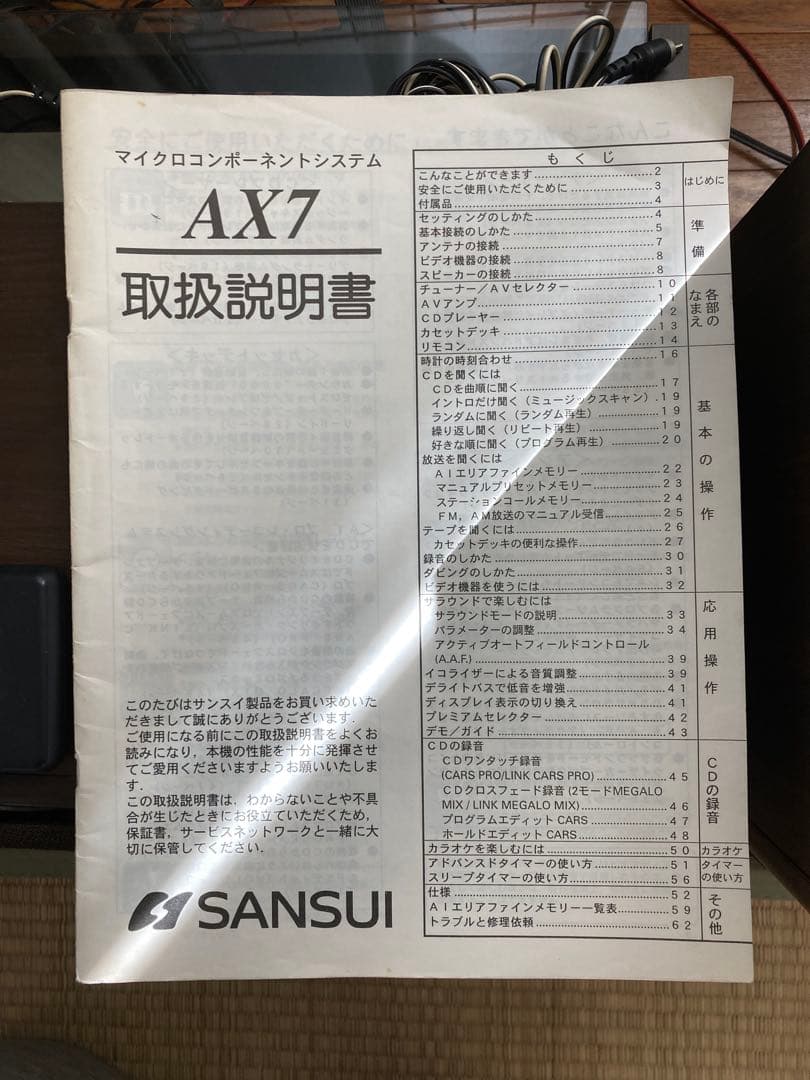 マイクロコンポーネントシステム
AX7
取扱説明書
このたびはサンスイ製品をお買い求めいた
だきまして誠にありがとうございます．
ご使用になる前にこの取扱説明書をよくお
読みになり，本機の性能を十分に発揮させ
てご愛用くださいますようお願いいたしま
す．
この取扱説明書は，わからないことや不具
合が生じたときにお役立ていただくため，
保証書，サービスネットワークと一緒に大
切に保管してください．
SANSUI
もくじ
はじめに
こんなことができます 2
安全にご使用いただくために 3
付属品 4
準備
セッティングのしかた 4
基本接続のしかた 5
アンテナの接続 7
ビデオ機器の接続 8
スピーカーの接続 8
各部のなまえ
チューナー／AVセレクター 10
AVアンプ 11
CDプレーヤー 12
カセットデッキ 13
リモコン 14
基本の操作
時計の時刻合わせ 16
CDを聞くには
CDを曲順に聞く 17
イントロだけ聞く（ミュージックスキャン） 19
ランダムに聞く（ランダム再生） 19
繰り返し聞く（リピート再生） 19
好きな順に聞く（プログラム再生） 20
放送を聞くには
AIエリアファインメモリー 22
マニュアルプリセットメモリー 23
ステーションコールメモリー 24
FM，AM放送のマニュアル受信 25
テープを聞くには 26
カセットデッキの便利な操作 27
録音のしかた 30
ダビングのしかた 31
ビデオ機器を使うには 32
応用操作
サラウンドで楽しむには
サラウンドモードの説明 33
パラメーターの調整 34
アクティブオートフィールドコントロール
(A.A.F.) 39
イコライザーによる音質調整 39
デライトバスで低音を増強 41
ディスプレイ表示の切り換え 41
プレミアムセレクター 42
デモ／ガイド 43
CDの録音
CDの録音
CDワンタッチ録音
(CARS PRO/LINK CARS PRO) 45
CDクロスフェード録音 (2モードMEGALO
MIX / LINK MEGALO MIX) 46
プログラムエディット CARS 47
ホールドエディット CARS 48
カラオケ
カラオケを楽しむには 50
タイマーの使い方
アドバンスドタイマーの使い方 51
スリープタイマーの使い方 56
その他
仕様 52
AIエリアファインメモリー一覧表 59
トラブルと修理依頼 62